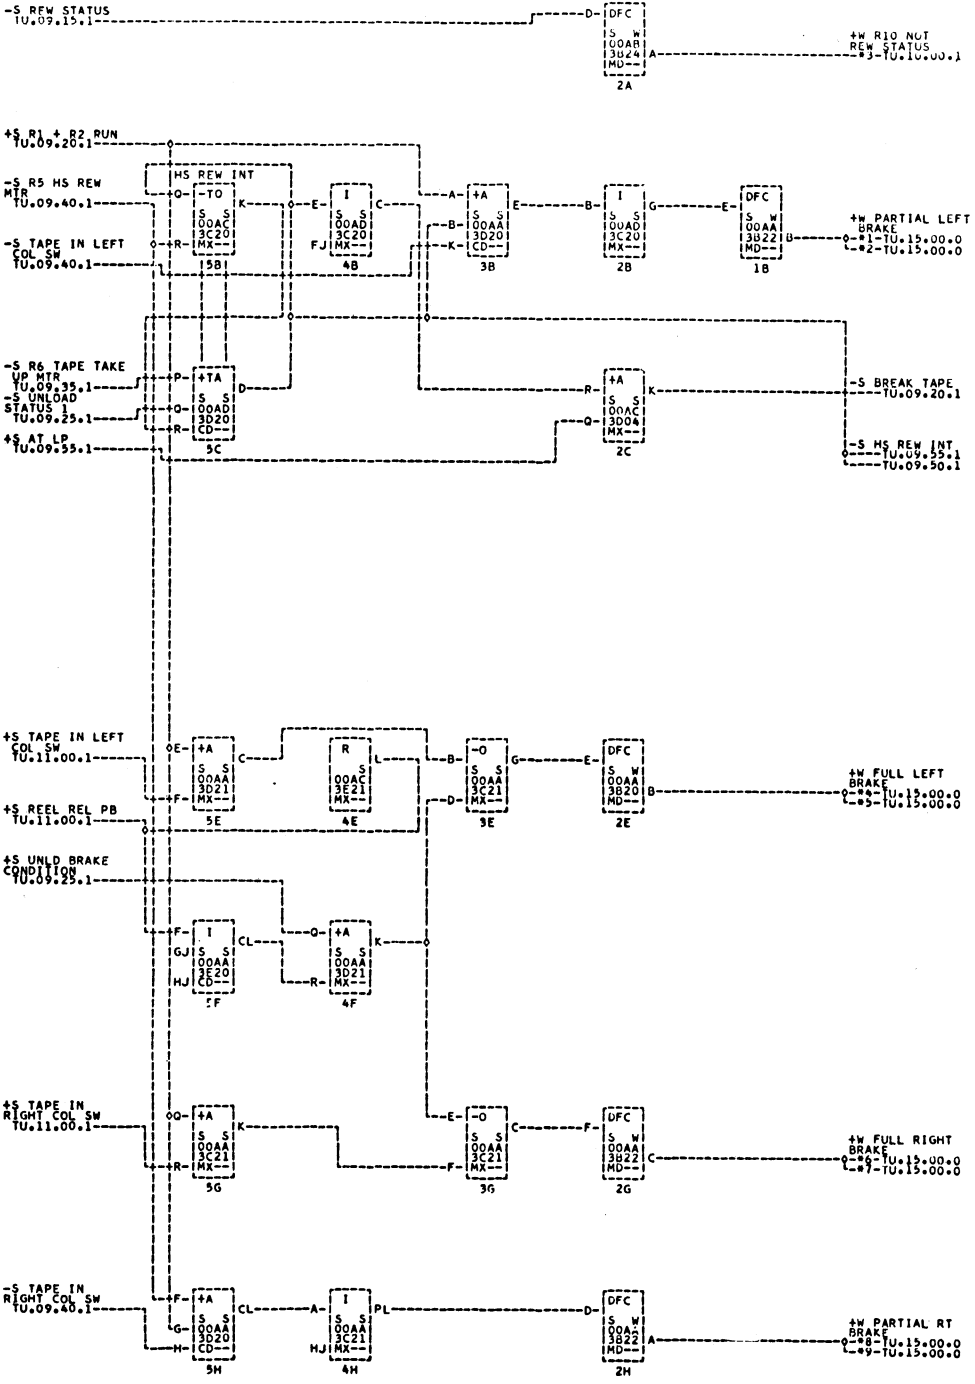 -S REW STATUS
TU.09.15.1
D- DFC
S W
00AB
3B24 A
MD--
2A
+W R10 NOT
REW STATUS
*3-TU.10.00.1
+S R1 + R2 RUN
TU.09.20.1
-S R5 HS REW
MTR
TU.09.40.1
-S TAPE IN LEFT
COL SW
TU.09.40.1
HS REW INT
Q- -TO K
S S
00AC
3C20
R- MX--
5B
E- I C
S S
00AD
3C20
FJ MX--
4B
A- +A E
B- S S
00AA
3D20
K- CD--
3B
B- I G
S S
00AD
3C20
MX--
2B
E- DFC
S W
00AA
3B22 B
MD--
1B
+W PARTIAL LEFT
BRAKE
*1-TU.15.00.0
*2-TU.15.00.0
-S R6 TAPE TAKE
UP MTR
TU.09.35.1
-S UNLOAD
STATUS 1
TU.09.25.1
+S AT LP
TU.09.55.1
P- +TA D
S S
Q- 00AD
3D20
R- CD--
5C
R- +A K
S S
00AC
Q- 3D04
MX--
2C
-S BREAK TAPE
TU.09.20.1
-S HS REW INT
TU.09.55.1
TU.09.50.1
+S TAPE IN LEFT
COL SW
TU.11.00.1
E- +A C
S S
00AA
3D21
F- MX--
5E
R L
S
00AC
3E21
MX--
4E
B- -O G
S S
00AA
3C21
D- MX--
3E
E- DFC
S W
00AA
3B20 B
MD--
2E
+W FULL LEFT
BRAKE
*4-TU.15.00.0
*5-TU.15.00.0
+S REEL REL PB
TU.11.00.1
+S UNLD BRAKE
CONDITION
TU.09.25.1
F- I CL
GJ S S
00AA
3E20
HJ CD--
5F
Q- +A K
S S
00AA
3D21
R- MX--
4F
+S TAPE IN
RIGHT COL SW
TU.11.00.1
Q- +A K
S S
00AA
3C21
R- MX--
5G
E- -O C
S S
00AA
3C21
F- MX--
3G
F- DFC
S W
00AA
3B22 C
MD--
2G
+W FULL RIGHT
BRAKE
*6-TU.15.00.0
*7-TU.15.00.0
-S TAPE IN
RIGHT COL SW
TU.09.40.1
F- +A CL
S S
G- 00AA
3D20
H- CD--
5H
A- I PL
S S
00AA
3C21
HJ MX--
4H
D- DFC
S W
00AA
3B22 A
MD--
2H
+W PARTIAL RT
BRAKE
*8-TU.15.00.0
*9-TU.15.00.0